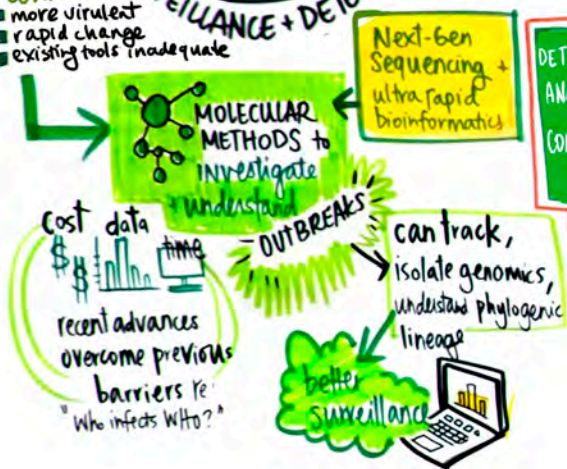 more virulent
rapid change
existing tools inadequate
Next-Gen
Sequencing +
ultra rapid
bioinformatics
MOLECULAR
METHODS to
investigate
+ understand
OUTBREAKS
cost data time
$
$ $
recent advances
overcome previous
barriers re:
"Who infects WHo?"
can track,
isolate genomics,
understand phylogenic
lineage
better
surveillance